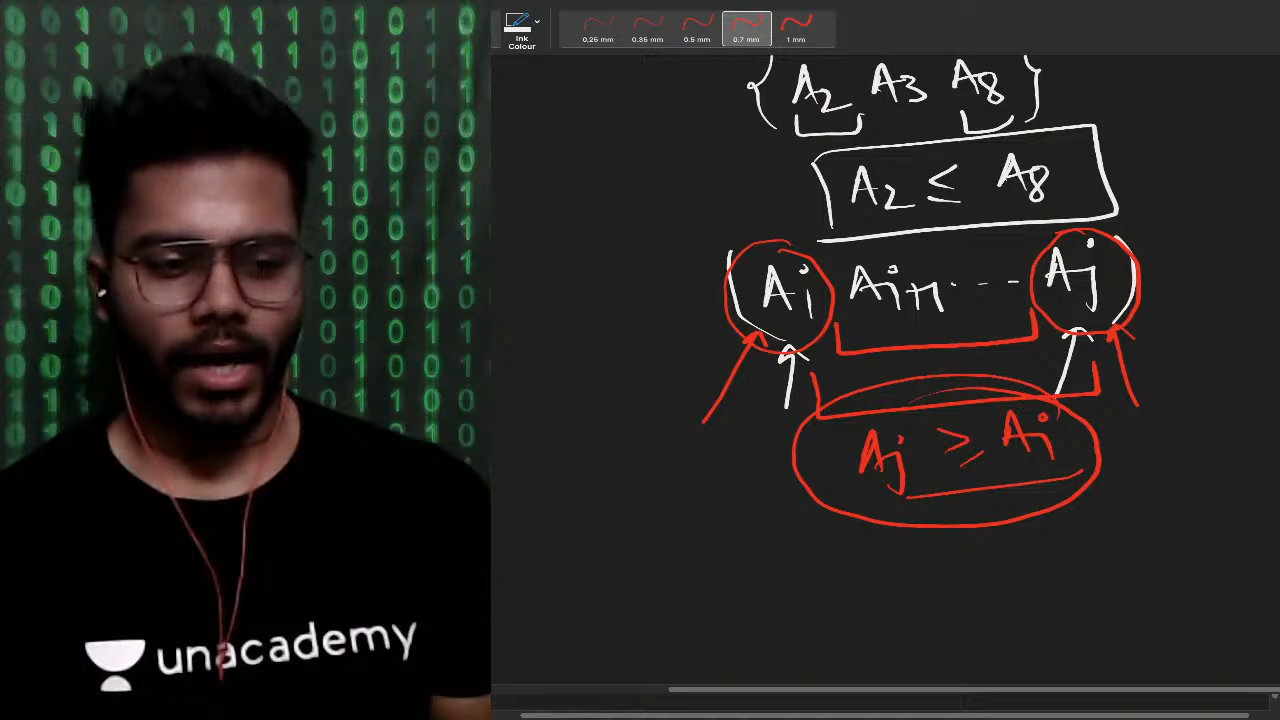 Ink
Colour
0.25 mm
0.35 mm
0.5 mm
0.7 mm
1 mm
{ A2 A3 A8 }
A2 ≤ A8
( Ai Ai+1 --- Aj )
Aj ≥ Ai
unacademy